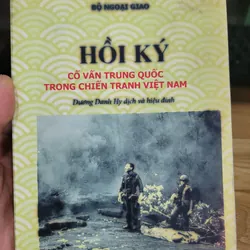 BỘ NGOẠI GIAO
HỒI KÝ
CỐ VẤN TRUNG QUỐC
TRONG CHIẾN TRANH VIỆT NAM
Dương Danh Dy dịch và hiệu đính